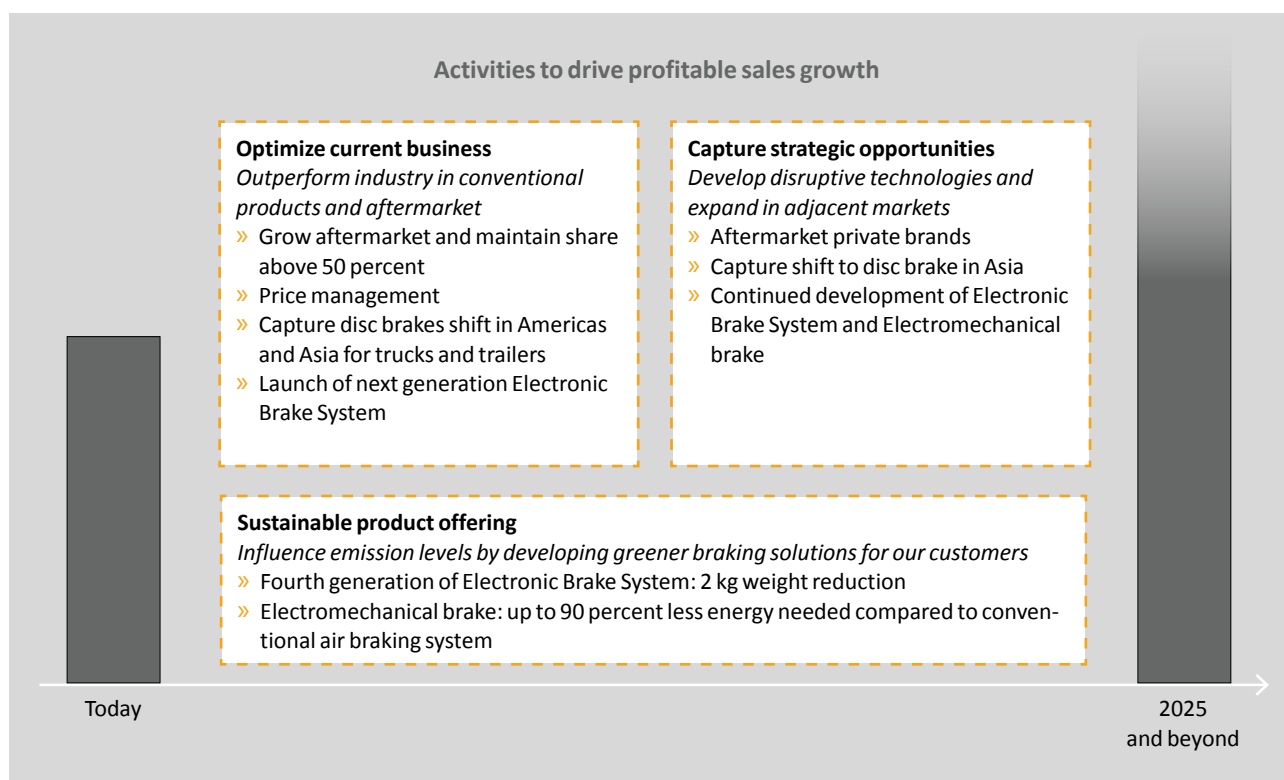 Activities to drive profitable sales growth
Optimize current business
Outperform industry in conventional
products and aftermarket
» Grow aftermarket and maintain share
above 50 percent
» Price management
» Capture disc brakes shift in Americas
and Asia for trucks and trailers
» Launch of next generation Electronic
Brake System
Capture strategic opportunities
Develop disruptive technologies and
expand in adjacent markets
» Aftermarket private brands
» Capture shift to disc brake in Asia
» Continued development of Electronic
Brake System and Electromechanical
brake
Sustainable product offering
Influence emission levels by developing greener braking solutions for our customers
» Fourth generation of Electronic Brake System: 2 kg weight reduction
» Electromechanical brake: up to 90 percent less energy needed compared to conven-
tional air braking system
Today
2025
and beyond